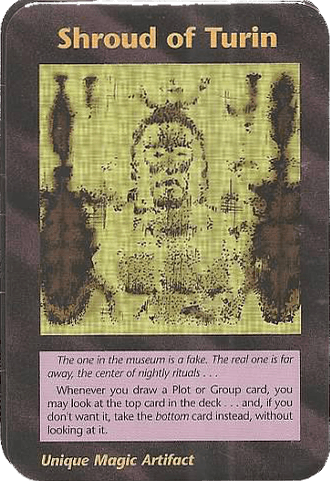 Shroud of Turin
The one in the museum is a fake. The real one is far
away, the center of nightly rituals . . .
Whenever you draw a Plot or Group card, you
may look at the top card in the deck . . . and, if you
don't want it, take the bottom card instead, without
looking at it.
Unique Magic Artifact